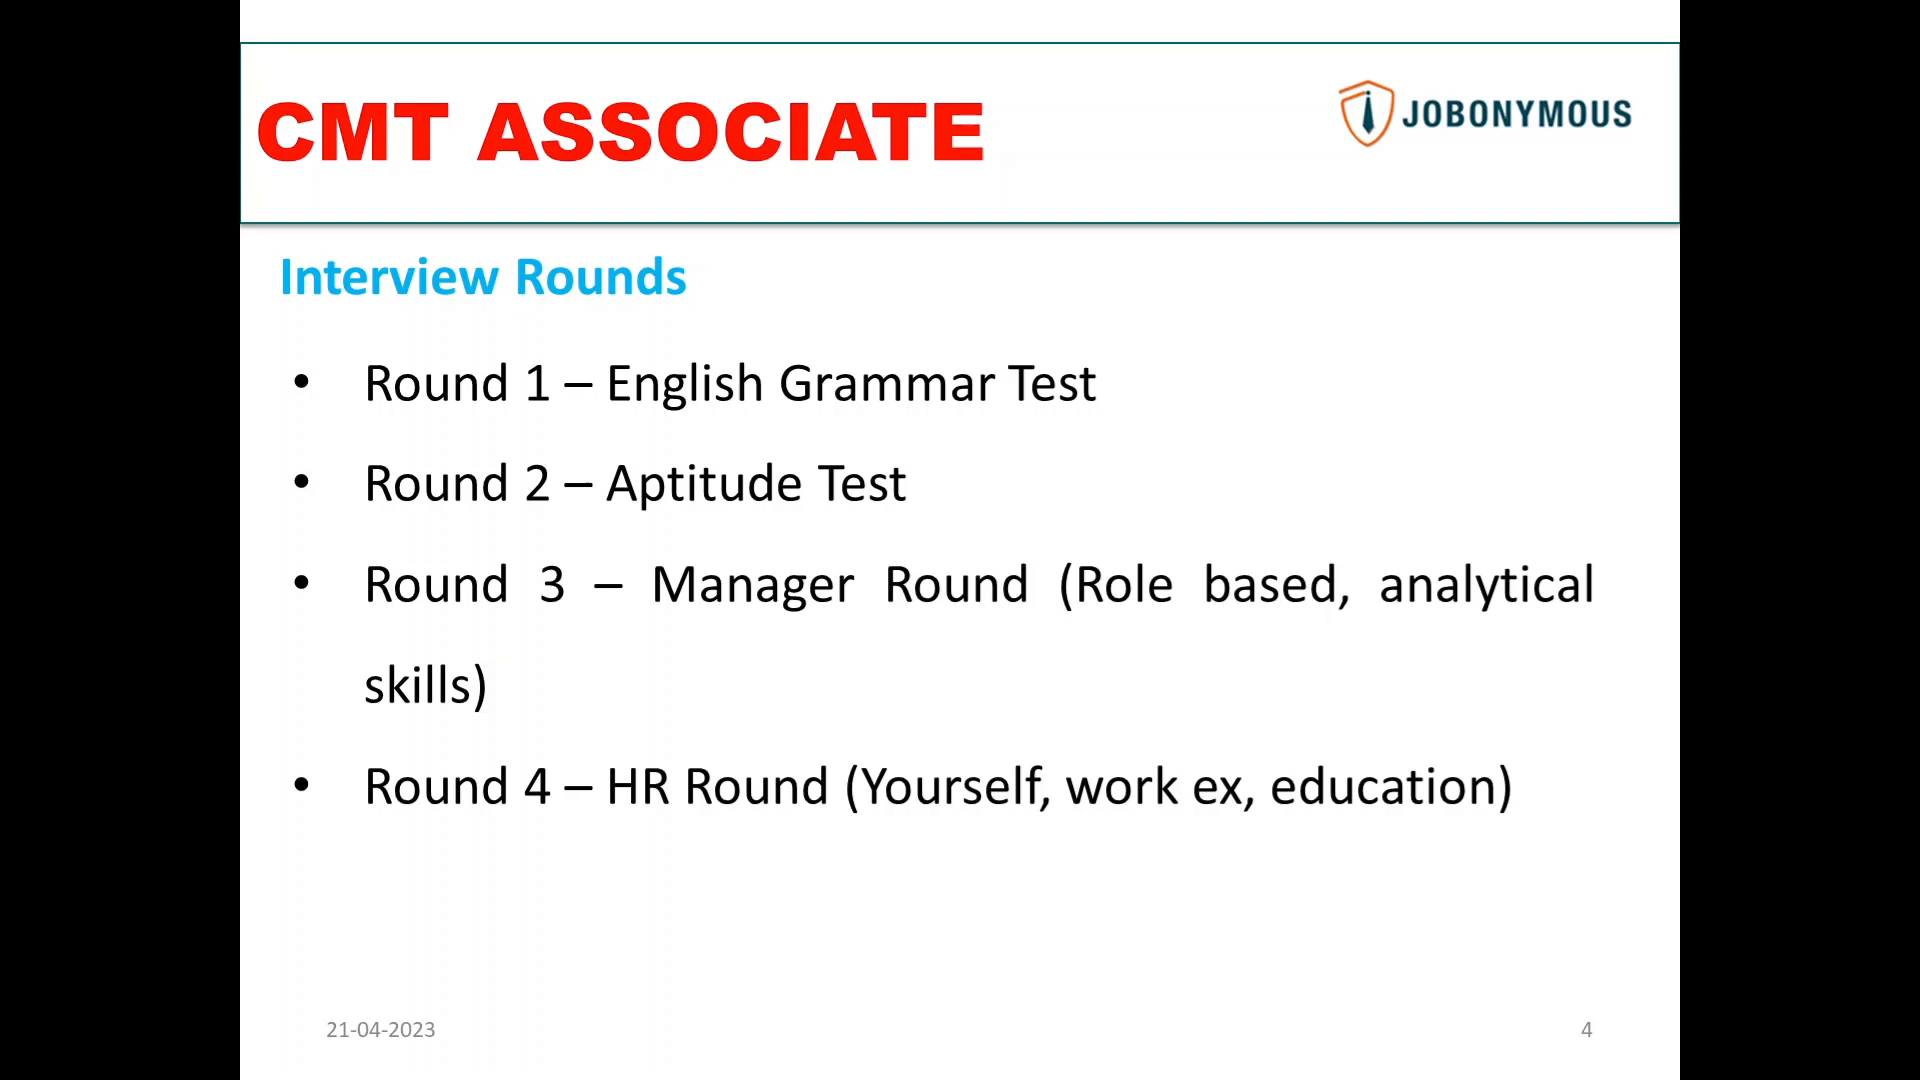 CMT ASSOCIATE
JOBONYMOUS
Interview Rounds
• Round 1 – English Grammar Test
• Round 2 – Aptitude Test
• Round 3 – Manager Round (Role based, analytical
skills)
• Round 4 – HR Round (Yourself, work ex, education)
21-04-2023
4